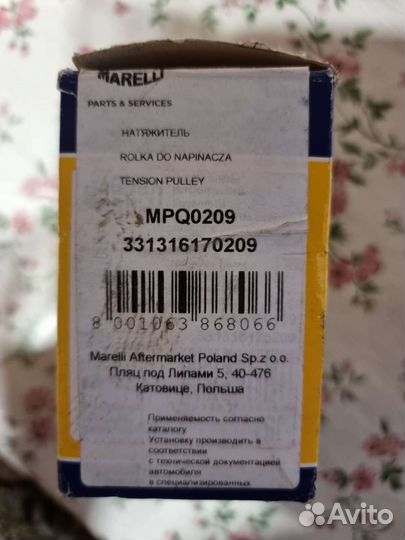 MARELLI
PARTS & SERVICES
НАТЯЖИТЕЛЬ
ROLKA DO NAPINACZA
TENSION PULLEY
MPQ0209
331316170209
8 001063 868066
Marelli Aftermarket Poland Sp.z o.o.
Пляц под Липами 5, 40-476
Катовице, Польша
Применяемость согласно
каталогу
Установку производить в
соответствии
с технической документацией
автомобиля
в специализированных
Avito